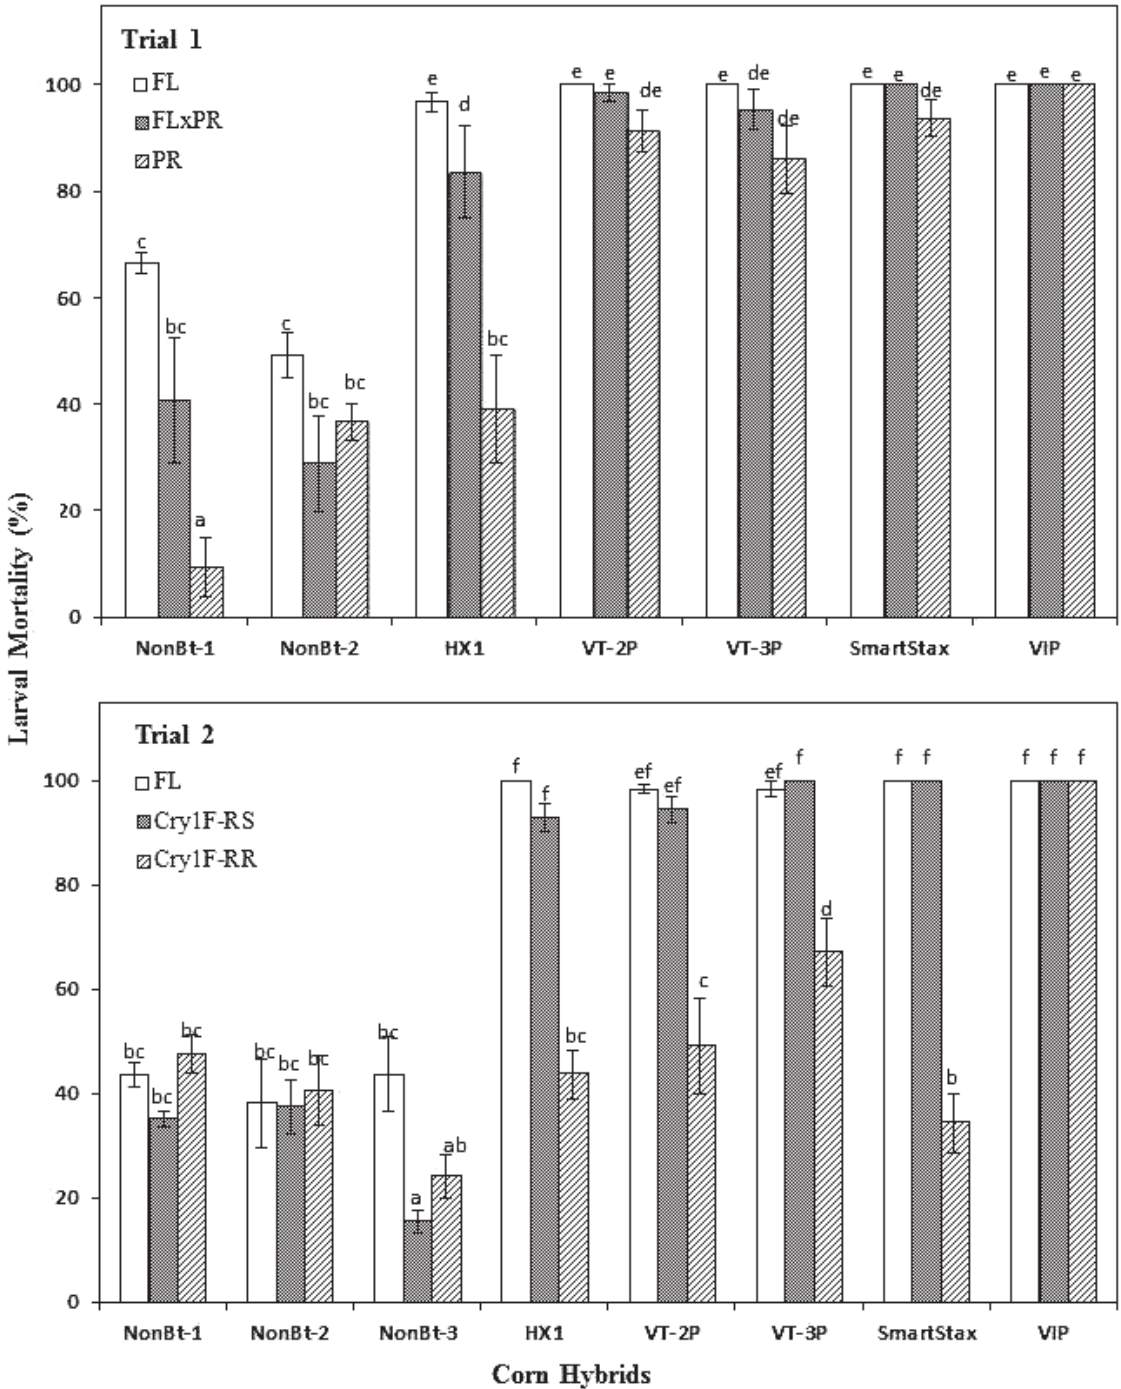 Trial 1
FL
FLxPR
PR
100
80
60
40
20
0
c
bc
a
c
bc
bc
e
d
bc
e
e
de
e
de
de
e
e
de
e
e
e
NonBt-1 NonBt-2 HX1 VT-2P VT-3P SmartStax VIP
Larval Mortality (%)
Trial 2
FL
Cry1F-RS
Cry1F-RR
100
80
60
40
20
0
bc
bc
bc
bc
bc
bc
bc
a
ab
f
f
bc
ef
ef
c
ef
f
d
f
f
b
f
f
f
NonBt-1 NonBt-2 NonBt-3 HX1 VT-2P VT-3P SmartStax VIP
Corn Hybrids